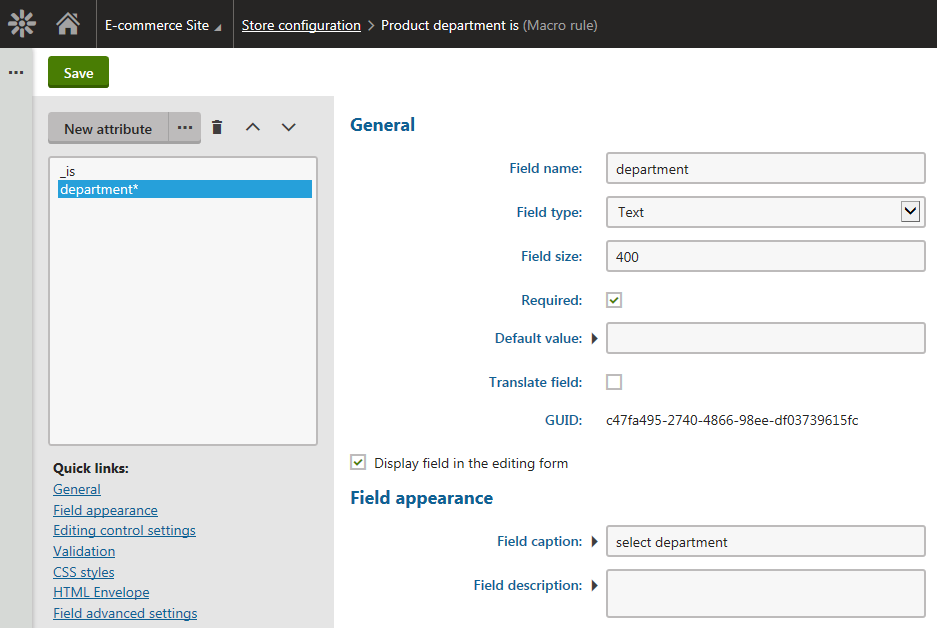 E-commerce Site Store configuration > Product department is (Macro rule)
... Save
New attribute ...
_is
department*
Quick links:
General
Field appearance
Editing control settings
Validation
CSS styles
HTML Envelope
Field advanced settings
General
Field name: department
Field type: Text
Field size: 400
Required:
Default value:
Translate field:
GUID: c47fa495-2740-4866-98ee-df03739615fc
Display field in the editing form
Field appearance
Field caption: select department
Field description: